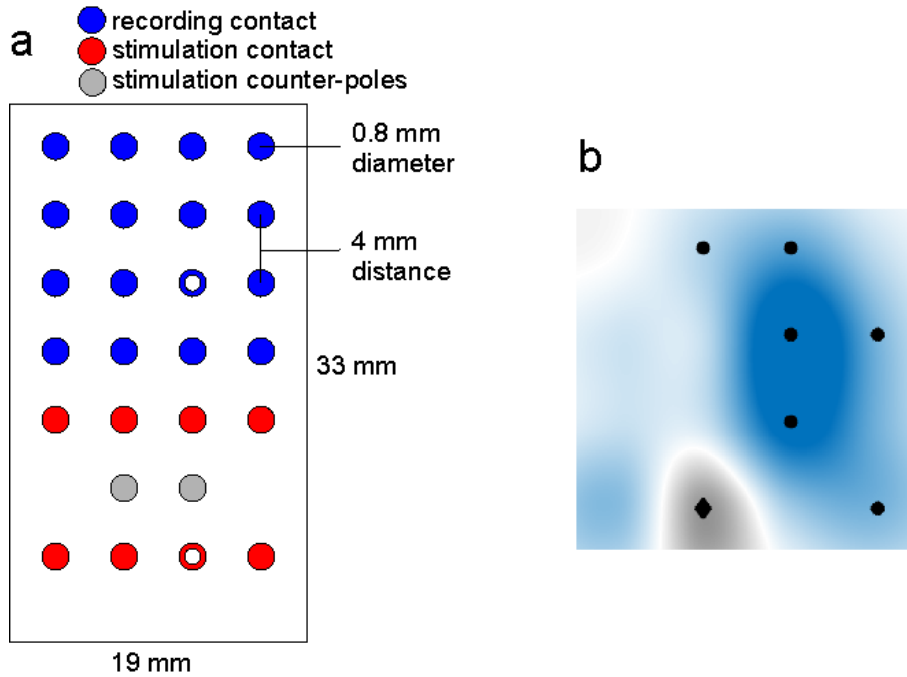 a
recording contact
stimulation contact
stimulation counter-poles
0.8 mm
diameter
4 mm
distance
33 mm
19 mm
b